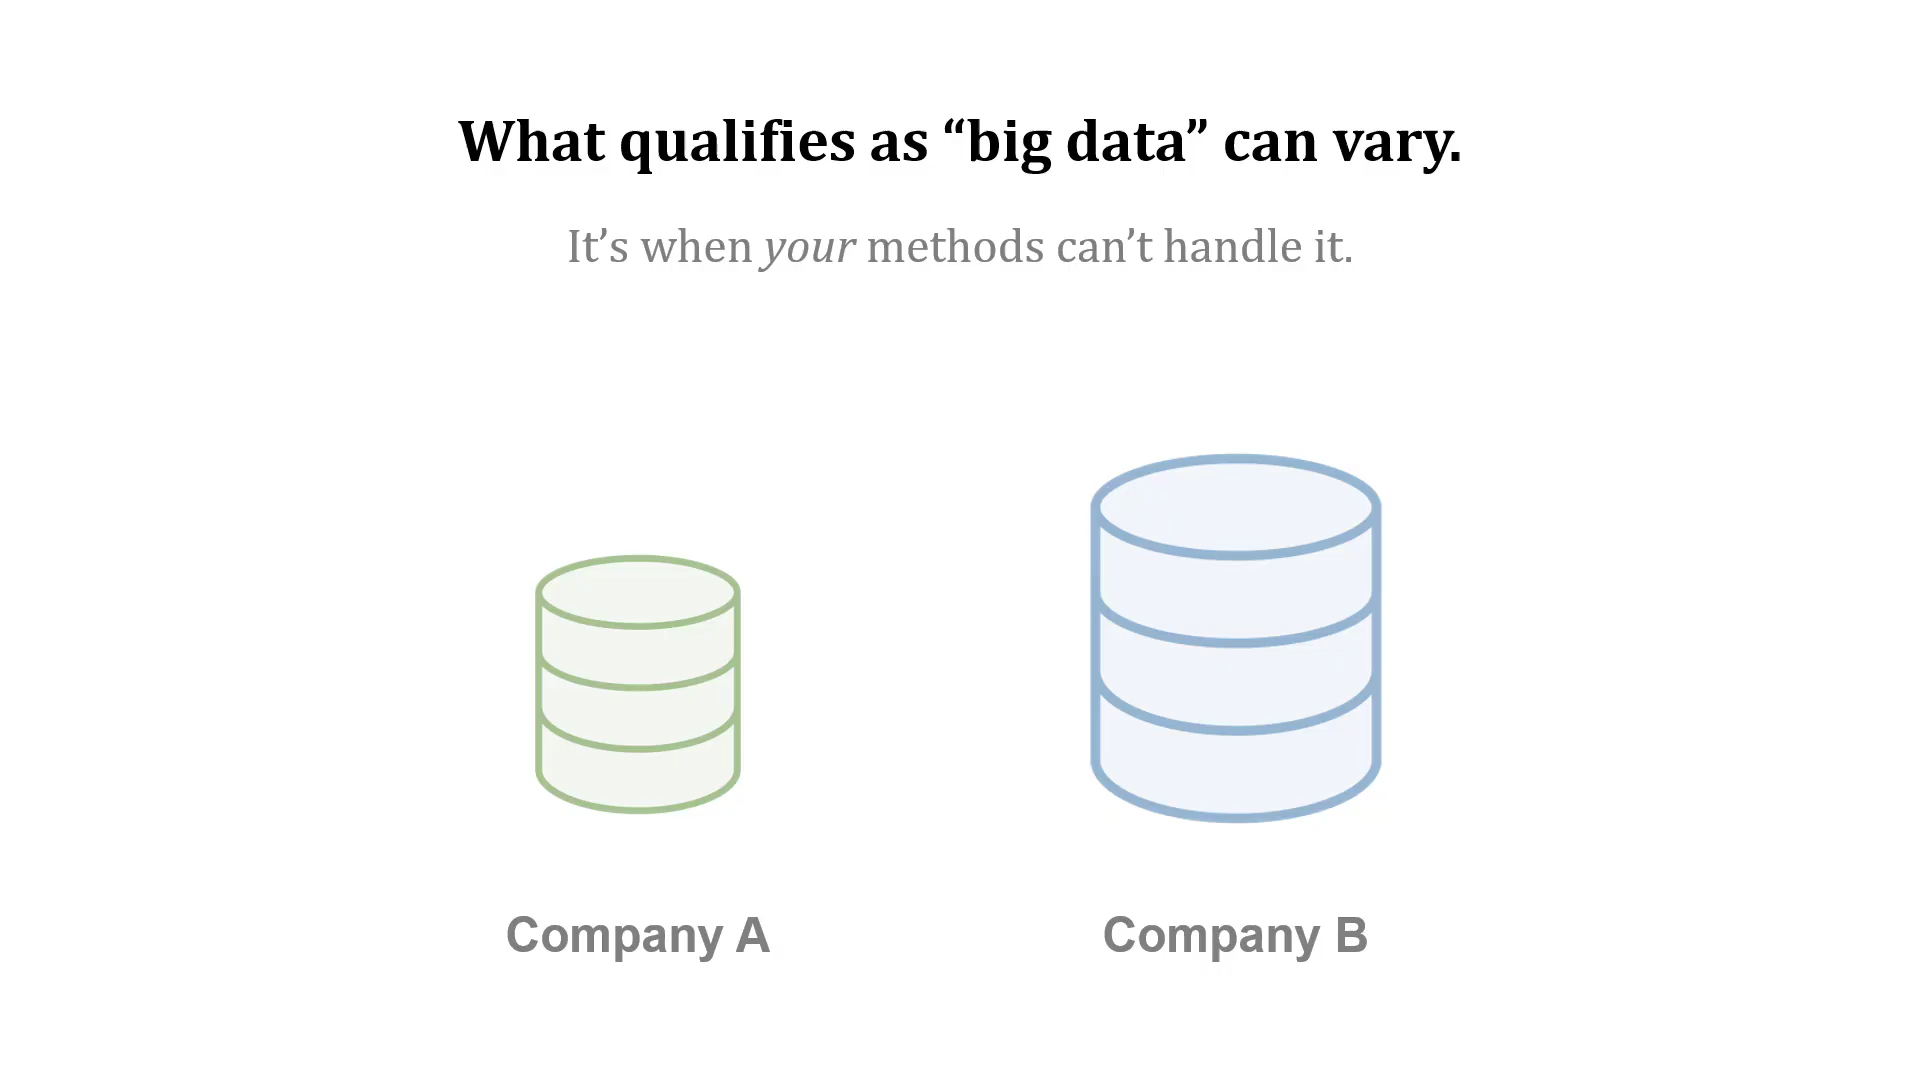 What qualifies as “big data” can vary.
It’s when your methods can’t handle it.
Company A
Company B